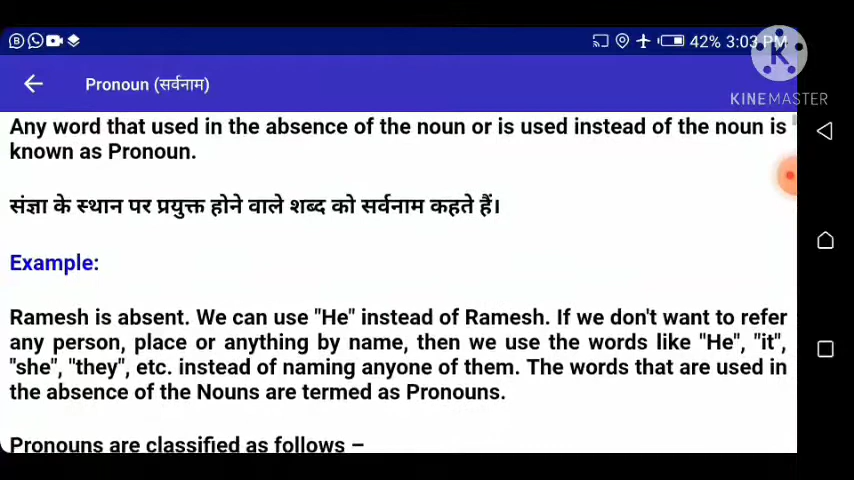 42% 3:03 PM
Pronoun (सर्वनाम)
K
KINEMASTER
Any word that used in the absence of the noun or is used instead of the noun is
known as Pronoun.
संज्ञा के स्थान पर प्रयुक्त होने वाले शब्द को सर्वनाम कहते हैं।
Example:
Ramesh is absent. We can use "He" instead of Ramesh. If we don't want to refer
any person, place or anything by name, then we use the words like "He", "it",
"she", "they", etc. instead of naming anyone of them. The words that are used in
the absence of the Nouns are termed as Pronouns.
Pronouns are classified as follows –